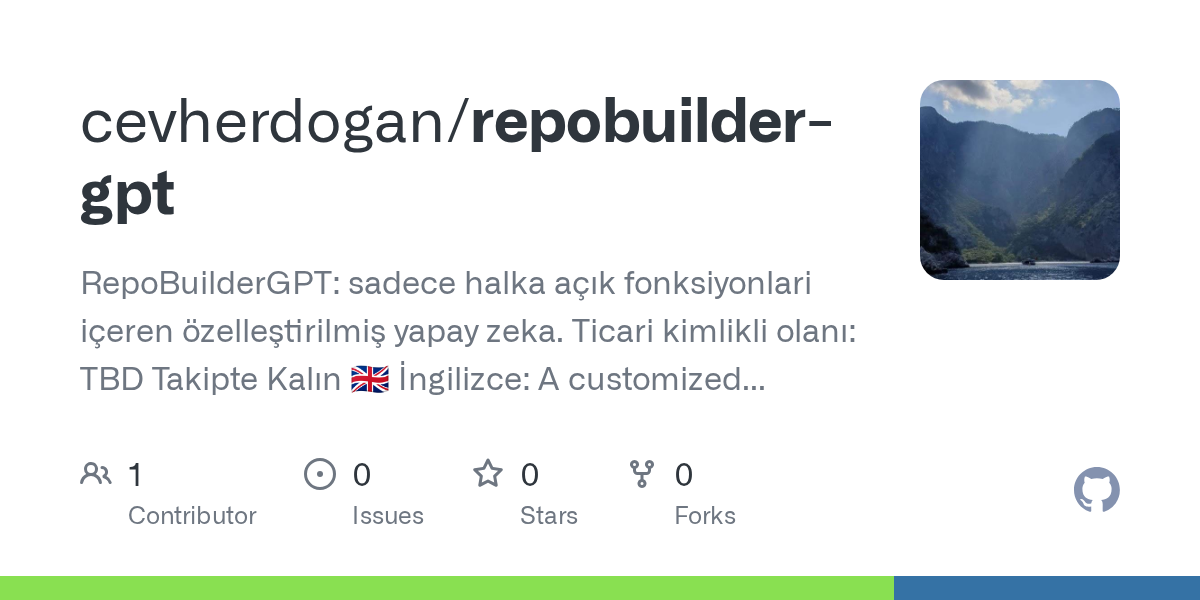 cevherdogan/repobuilder-
gpt
RepoBuilderGPT: sadece halka açık fonksiyonlari
içeren özelleştirilmiş yapay zeka. Ticari kimlikli olanı:
TBD Takipte Kalın 🇬🇧 İngilizce: A customized...
1 0 0 0
Contributor Issues Stars Forks